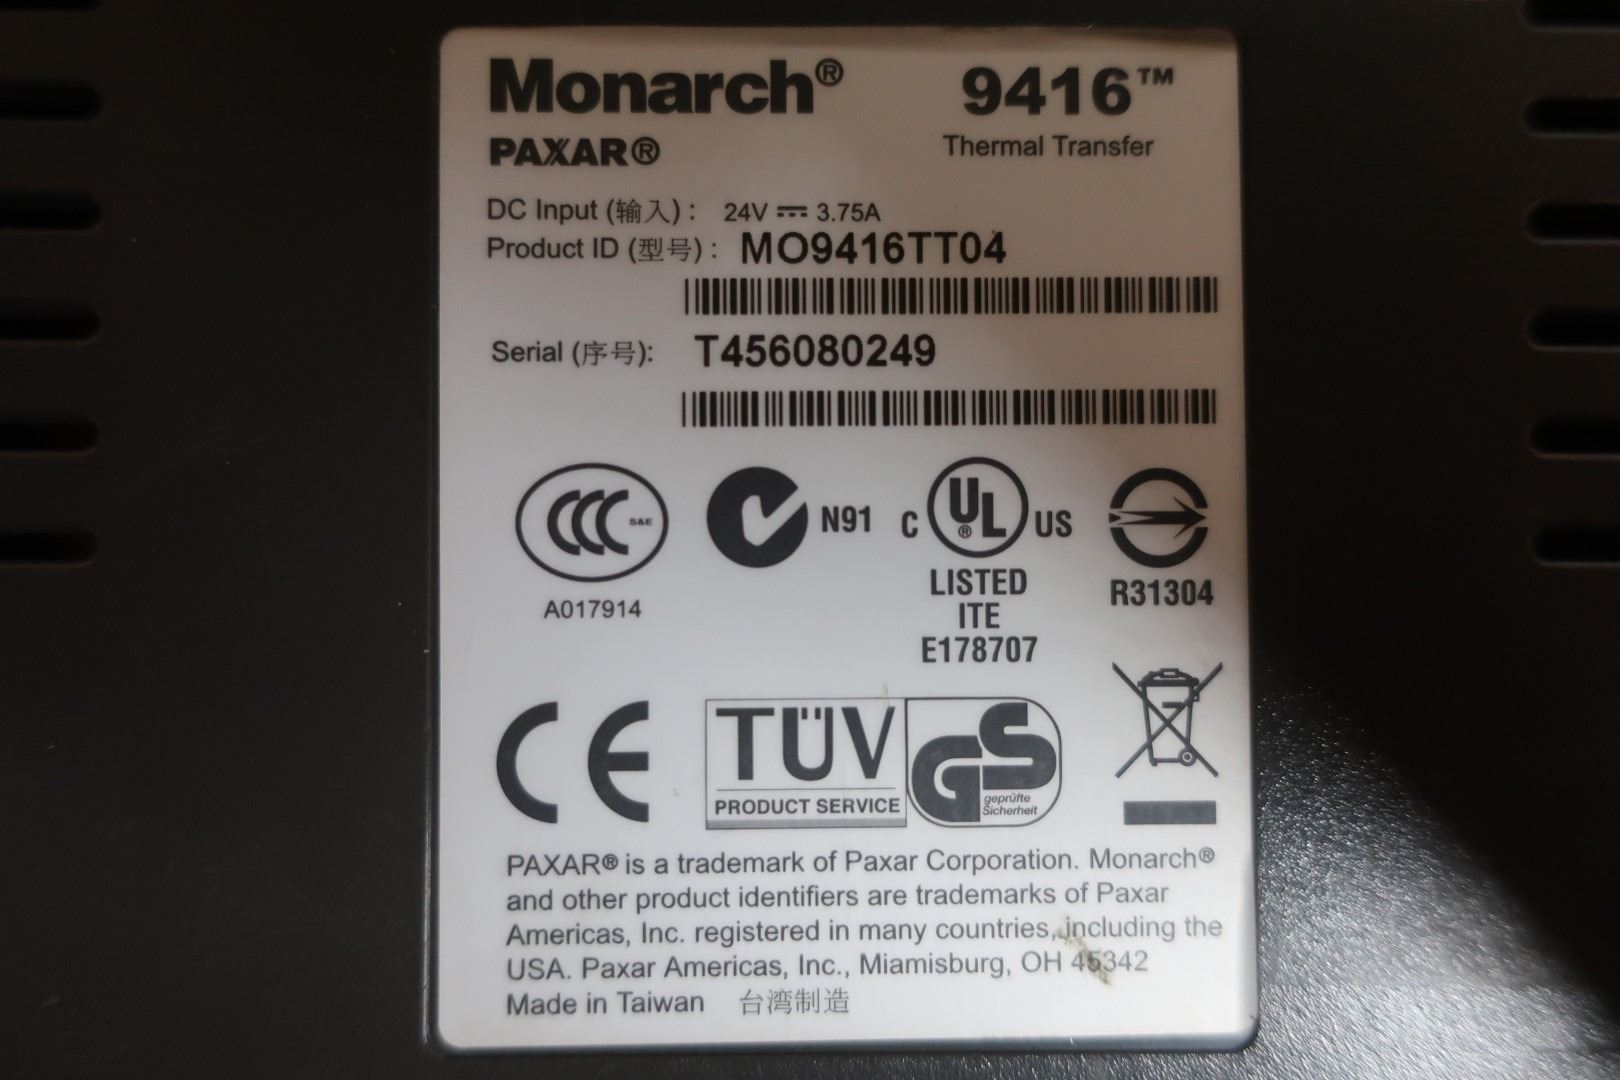 Monarch® 9416™
PAXAR® Thermal Transfer
DC Input (输入) : 24V 3.75A
Product ID (型号) : MO9416TT04
Serial (序号): T456080249
CCC S&E
A017914
N91
C UL® US
LISTED
ITE
E178707
R31304
CE
TÜV
PRODUCT SERVICE
GS
geprüfte
Sicherheit
PAXAR® is a trademark of Paxar Corporation. Monarch®
and other product identifiers are trademarks of Paxar
Americas, Inc. registered in many countries, including the
USA. Paxar Americas, Inc., Miamisburg, OH 45342
Made in Taiwan 台湾制造